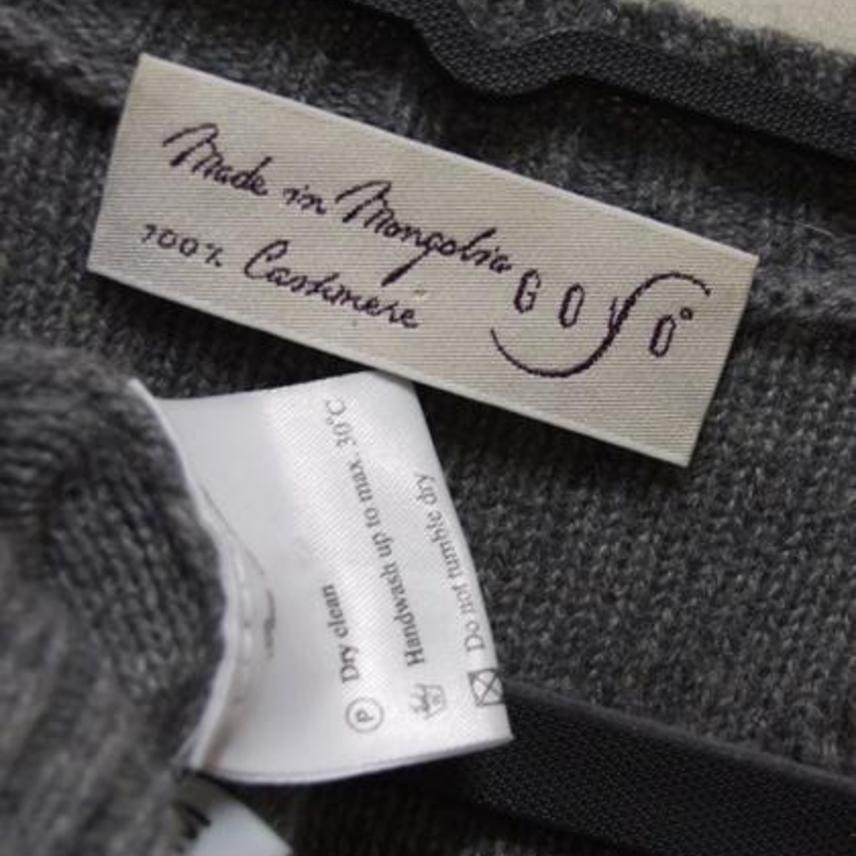 Made in Mongolia
100% Cashmere
GOYO
Ⓟ Dry clean
Handwash up to max. 30°C
Do not tumble dry